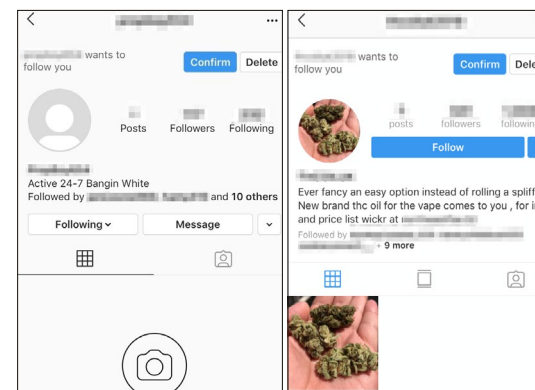 wants to
follow you
Confirm
Delete
Posts
Followers
Following
Active 24-7 Bangin White
Followed by
and 10 others
Following
Message
wants to
follow you
Confirm
Dele
posts
followers
followin
Follow
Ever fancy an easy option instead of rolling a spliff
New brand thc oil for the vape comes to you , for i
and price list wickr at
Followed by
+ 9 more